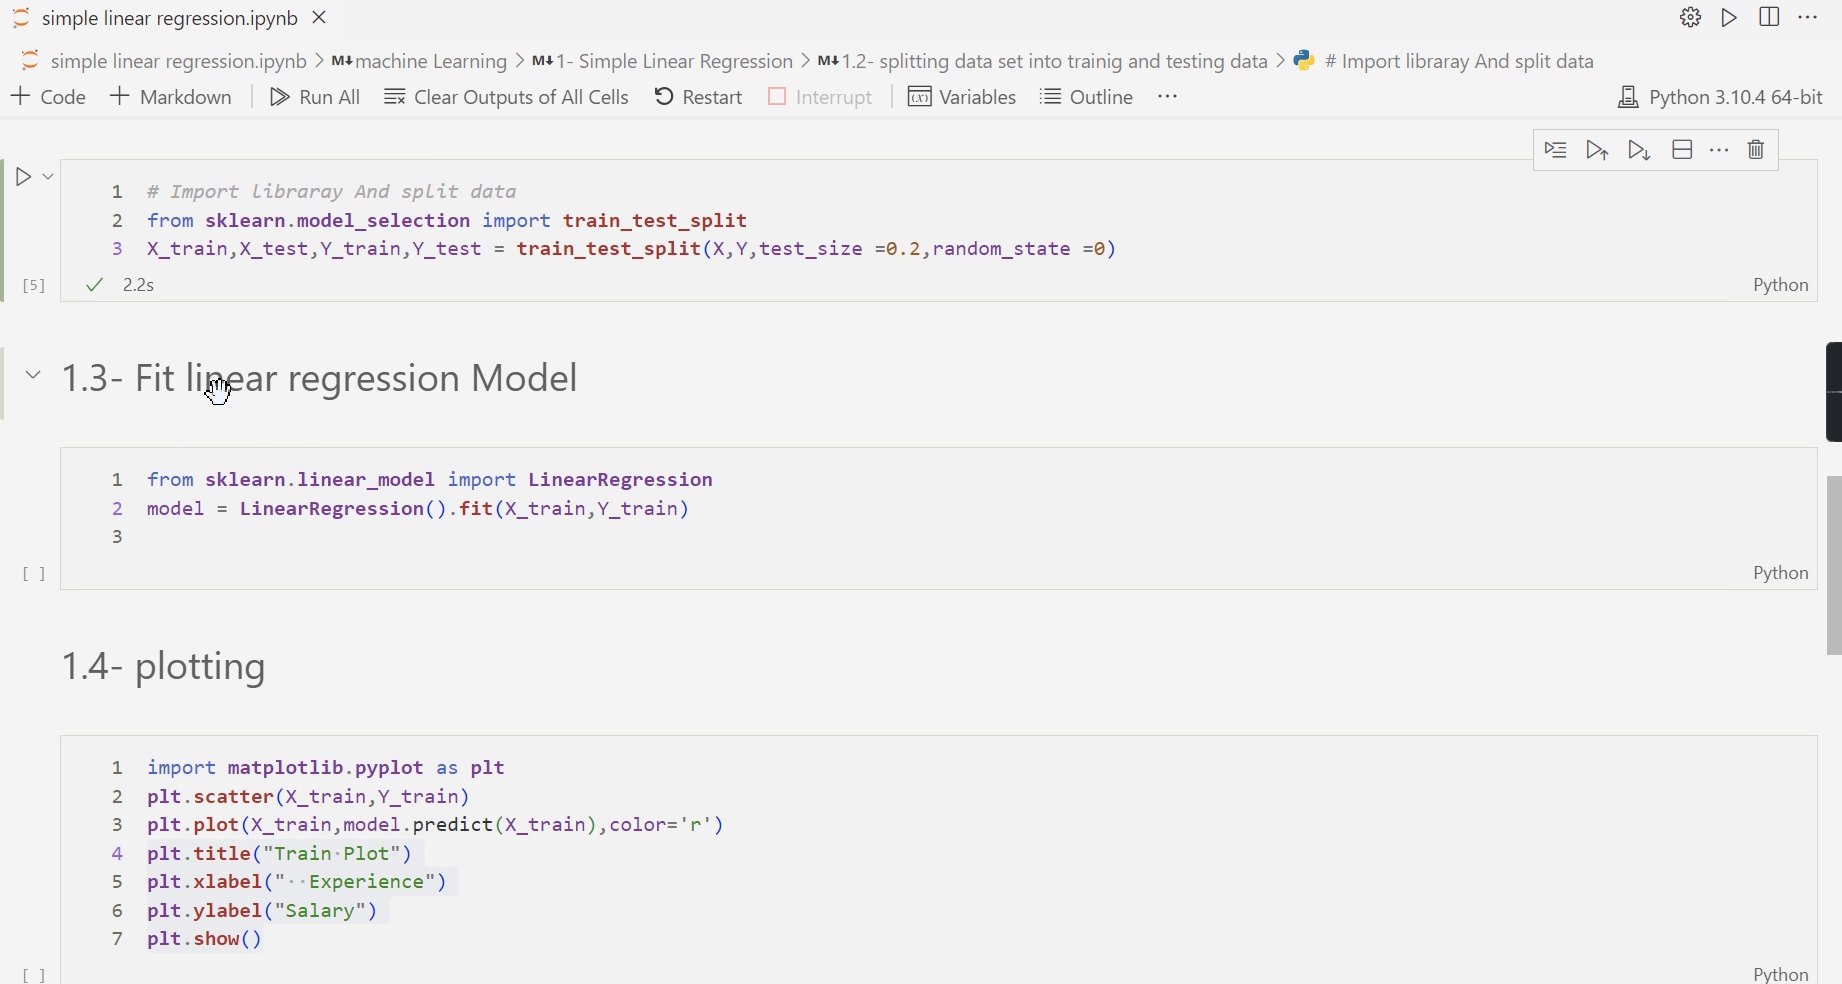 simple linear regression.ipynb
simple linear regression.ipynb > M↓ machine Learning > M↓ 1- Simple Linear Regression > M↓ 1.2- splitting data set into trainig and testing data > # Import libraray And split data
+ Code + Markdown Run All Clear Outputs of All Cells Restart Interrupt Variables Outline ··· Python 3.10.4 64-bit
1 # Import libraray And split data
2 from sklearn.model_selection import train_test_split
3 X_train,X_test,Y_train,Y_test = train_test_split(X,Y,test_size =0.2,random_state =0)
[5] ✓ 2.2s Python
1.3- Fit linear regression Model
1 from sklearn.linear_model import LinearRegression
2 model = LinearRegression().fit(X_train,Y_train)
3
[ ] Python
1.4- plotting
1 import matplotlib.pyplot as plt
2 plt.scatter(X_train,Y_train)
3 plt.plot(X_train,model.predict(X_train),color='r')
4 plt.title("Train·Plot")
5 plt.xlabel("··Experience")
6 plt.ylabel("Salary")
7 plt.show()
[ ] Python